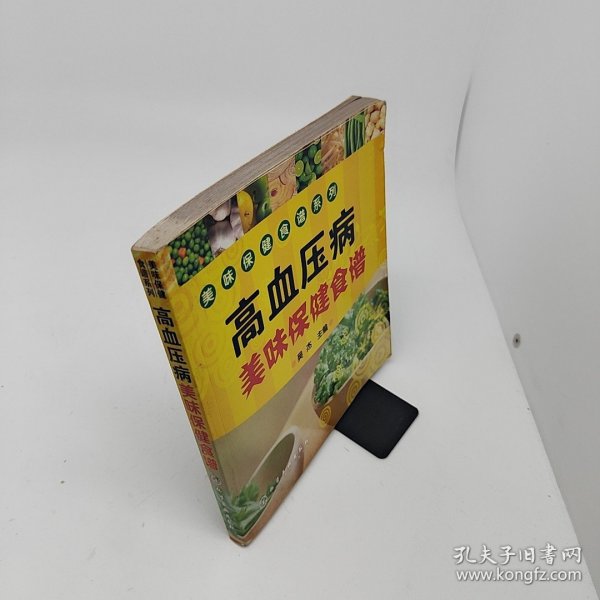 美味保健食谱系列
高血压病
美味保健食谱
吴杰 主编
美味保健
食谱系列
高血压病美味保健食谱
孔夫子旧书网
www.kongfz.com